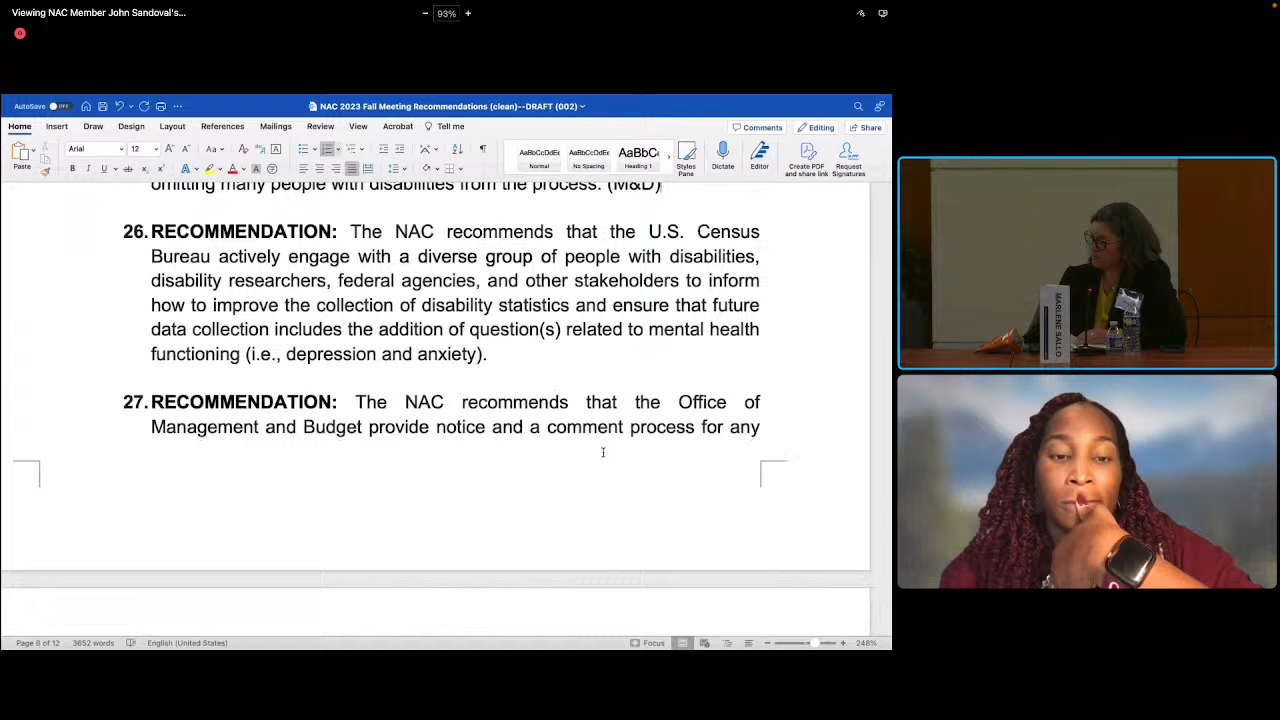 Viewing NAC Member John Sandoval's...
93%
AutoSave OFF
NAC 2023 Fall Meeting Recommendations (clean)--DRAFT (002)
Home Insert Draw Design Layout References Mailings Review View Acrobat Tell me
Comments Editing Share
Paste
Arial 12
AaBbCcDdEe AaBbCcDdEe AaBbCc
Normal No Spacing Heading 1
Styles Pane
Dictate
Editor
Create PDF and share link
Request Signatures
omitting many people with disabilities from the process. (M&D)
26. RECOMMENDATION: The NAC recommends that the U.S. Census
Bureau actively engage with a diverse group of people with disabilities,
disability researchers, federal agencies, and other stakeholders to inform
how to improve the collection of disability statistics and ensure that future
data collection includes the addition of question(s) related to mental health
functioning (i.e., depression and anxiety).
27. RECOMMENDATION: The NAC recommends that the Office of
Management and Budget provide notice and a comment process for any
Page 8 of 12 3652 words English (United States) Focus 248%
MARLENE SALLO